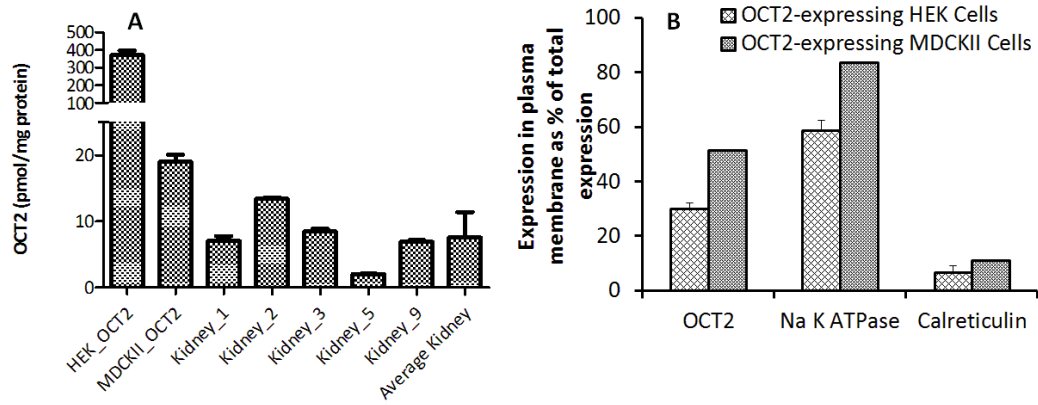 A
OCT2 (pmol/mg protein)
500
400
300
200
100
20
10
0
HEK_OCT2
MDCKII_OCT2
Kidney_1
Kidney_2
Kidney_3
Kidney_5
Kidney_9
Average Kidney
B
OCT2-expressing HEK Cells
OCT2-expressing MDCKII Cells
Expression in plasma
membrane as % of total
expression
100
80
60
40
20
0
OCT2
Na K ATPase
Calreticulin